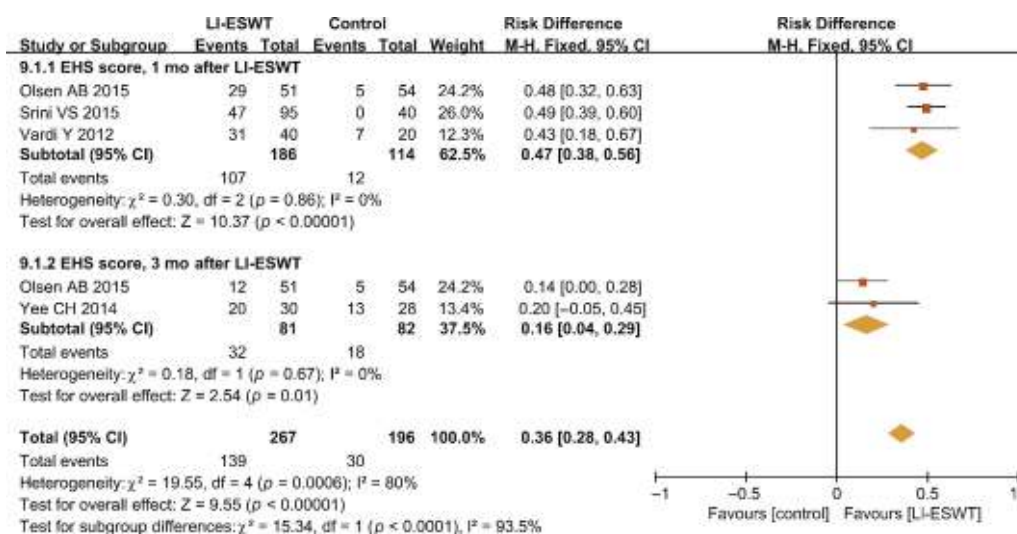 LI-ESWT Control Risk Difference Risk Difference
Study or Subgroup Events Total Events Total Weight M-H. Fixed, 95% CI M-H. Fixed, 95% CI
9.1.1 EHS score, 1 mo after LI-ESWT
Olsen AB 2015 29 51 5 54 24.2% 0.48 [0.32, 0.63]
Srini VS 2015 47 95 0 40 26.0% 0.49 [0.39, 0.60]
Vardi Y 2012 31 40 7 20 12.3% 0.43 [0.18, 0.67]
Subtotal (95% CI) 186 114 62.5% 0.47 [0.38, 0.56]
Total events 107 12
Heterogeneity: χ² = 0.30, df = 2 (p = 0.86); I² = 0%
Test for overall effect: Z = 10.37 (p < 0.00001)
9.1.2 EHS score, 3 mo after LI-ESWT
Olsen AB 2015 12 51 5 54 24.2% 0.14 [0.00, 0.28]
Yee CH 2014 20 30 13 28 13.4% 0.20 [−0.05, 0.45]
Subtotal (95% CI) 81 82 37.5% 0.16 [0.04, 0.29]
Total events 32 18
Heterogeneity: χ² = 0.18, df = 1 (p = 0.67); I² = 0%
Test for overall effect: Z = 2.54 (p = 0.01)
Total (95% CI) 267 196 100.0% 0.36 [0.28, 0.43]
Total events 139 30
Heterogeneity: χ² = 19.55, df = 4 (p = 0.0006); I² = 80%
Test for overall effect: Z = 9.55 (p < 0.00001)
Test for subgroup differences: χ² = 15.34, df = 1 (p < 0.0001), I² = 93.5%
−1 −0.5 0 0.5 1
Favours [control] Favours [LI-ESWT]